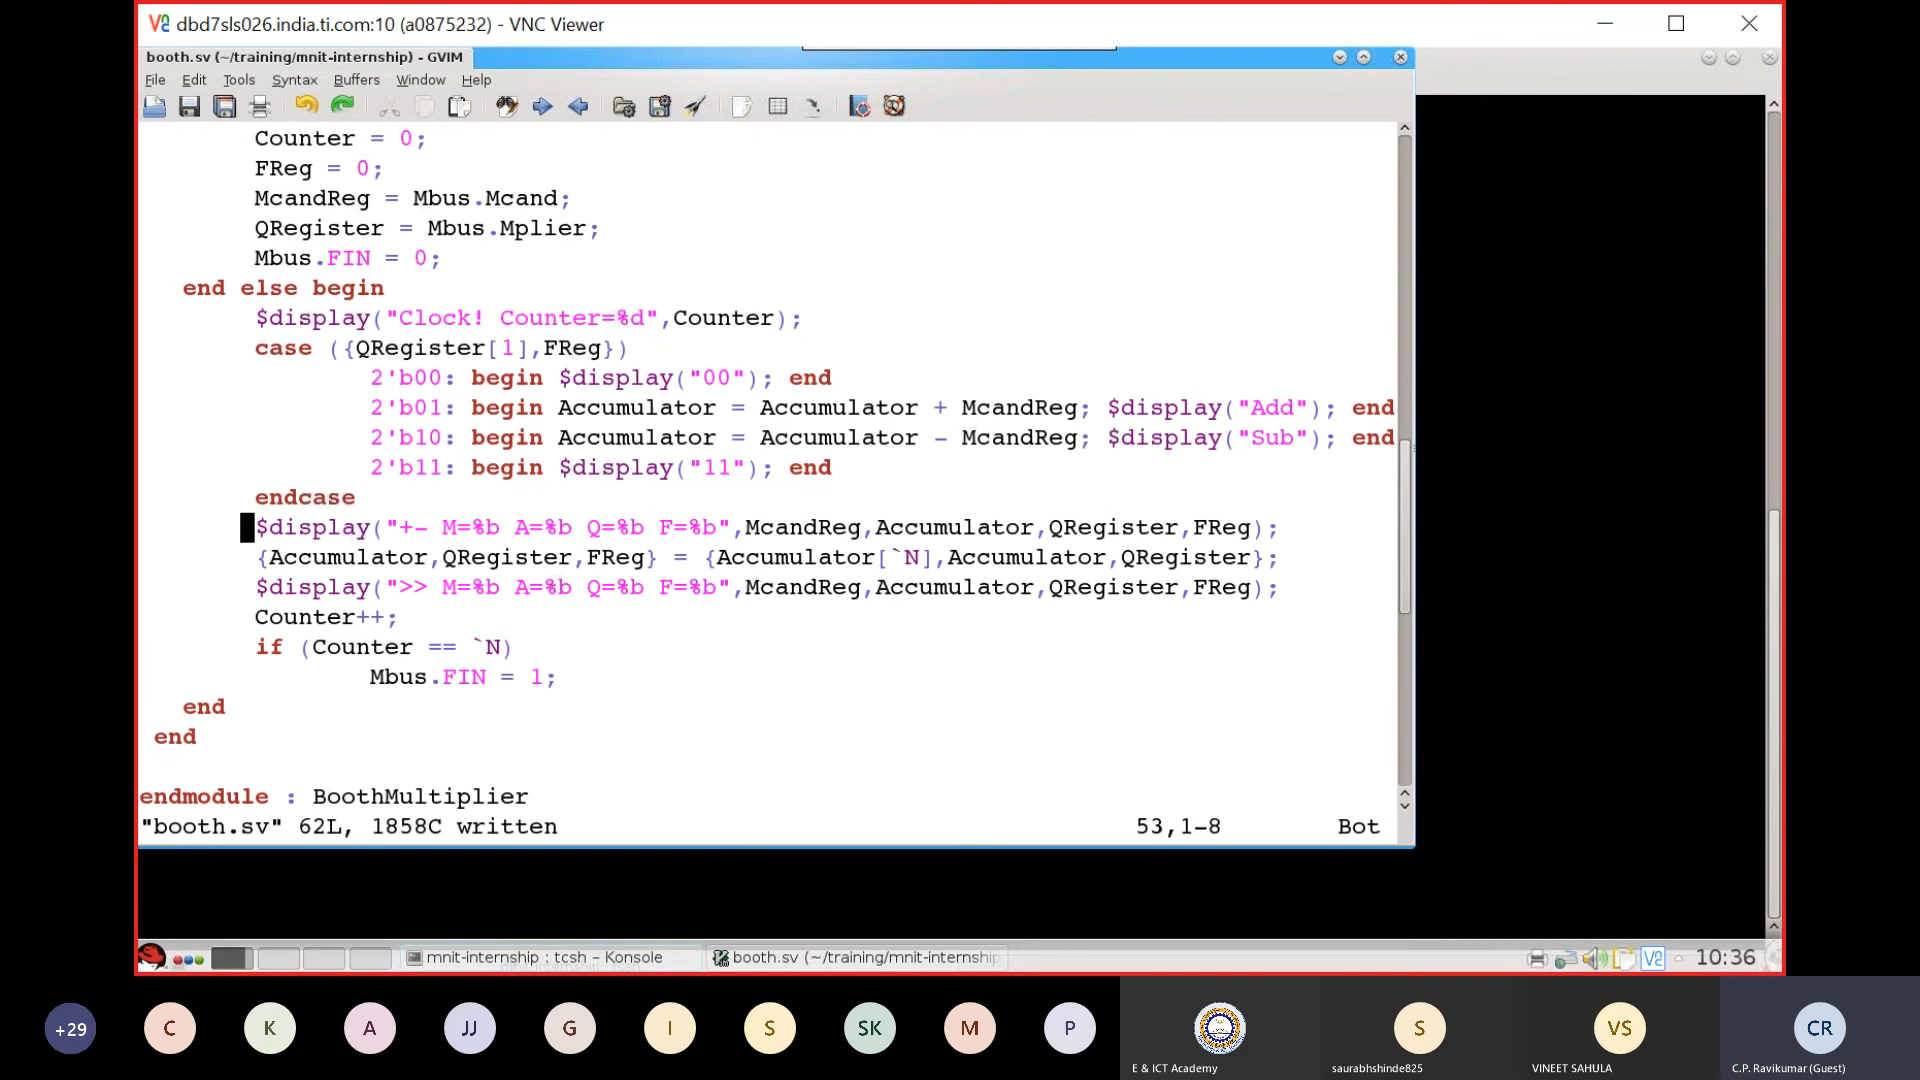 dbd7sls026.india.ti.com:10 (a0875232) - VNC Viewer
booth.sv (~/training/mnit-internship) - GVIM
File Edit Tools Syntax Buffers Window Help
Counter = 0;
FReg = 0;
McandReg = Mbus.Mcand;
QRegister = Mbus.Mplier;
Mbus.FIN = 0;
end else begin
$display("Clock! Counter=%d",Counter);
case ({QRegister[1],FReg})
2'b00: begin $display("00"); end
2'b01: begin Accumulator = Accumulator + McandReg; $display("Add"); end
2'b10: begin Accumulator = Accumulator - McandReg; $display("Sub"); end
2'b11: begin $display("11"); end
endcase
$display("+- M=%b A=%b Q=%b F=%b",McandReg,Accumulator,QRegister,FReg);
{Accumulator,QRegister,FReg} = {Accumulator[`N],Accumulator,QRegister};
$display(">> M=%b A=%b Q=%b F=%b",McandReg,Accumulator,QRegister,FReg);
Counter++;
if (Counter == `N)
Mbus.FIN = 1;
end
end
endmodule : BoothMultiplier
"booth.sv" 62L, 1858C written 53,1-8 Bot
mnit-internship : tcsh - Konsole booth.sv (~/training/mnit-internship 10:36
+29 C K A JJ G I S SK M P S VS CR
E & ICT Academy saurabhshinde825 VINEET SAHULA C.P. Ravikumar (Guest)